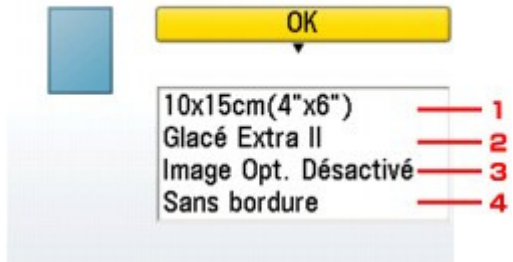 OK
10x15cm(4"x6") 1
Glacé Extra II 2
Image Opt. Désactivé 3
Sans bordure 4